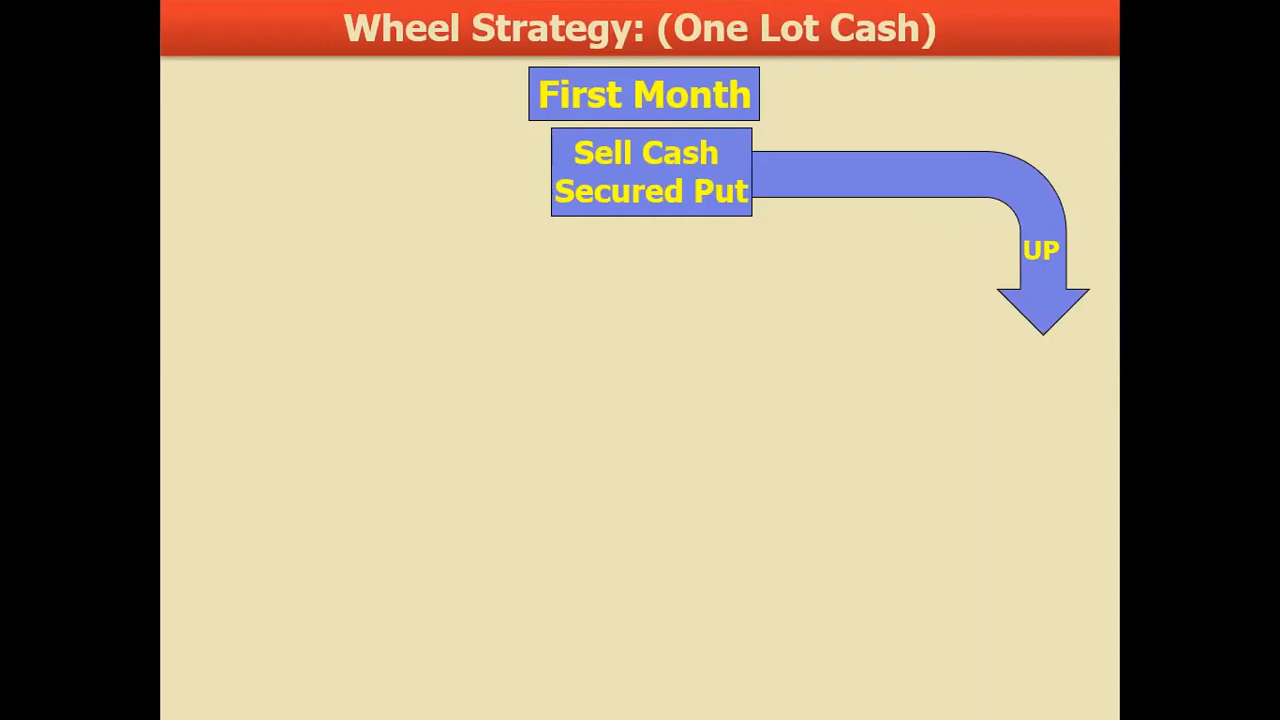 Wheel Strategy: (One Lot Cash)
First Month
Sell Cash
Secured Put
UP